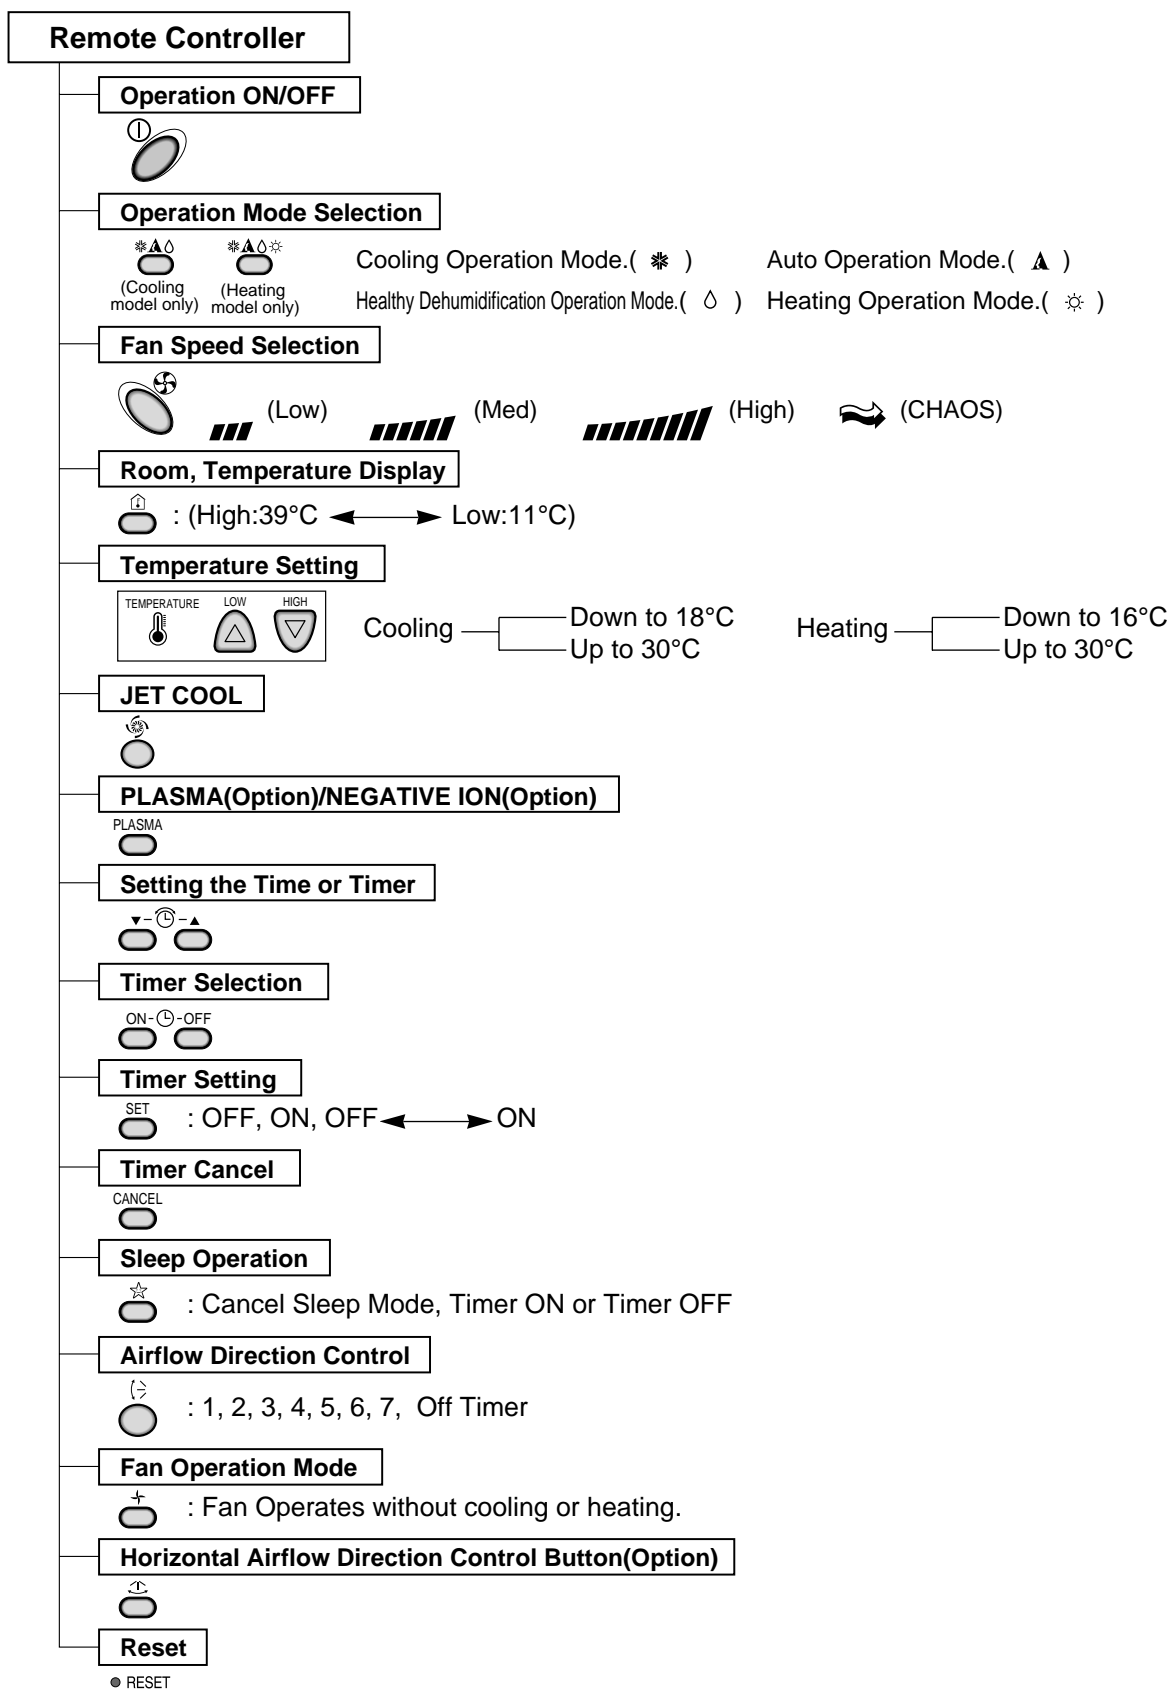 Remote Controller
Operation ON/OFF
Operation Mode Selection
(Cooling model only)
(Heating model only)
Cooling Operation Mode.( )
Auto Operation Mode.( )
Healthy Dehumidification Operation Mode.( )
Heating Operation Mode.( )
Fan Speed Selection
(Low)
(Med)
(High)
(CHAOS)
Room, Temperature Display
: (High:39°C Low:11°C)
Temperature Setting
TEMPERATURE
LOW
HIGH
Cooling
Down to 18°C
Up to 30°C
Heating
Down to 16°C
Up to 30°C
JET COOL
PLASMA(Option)/NEGATIVE ION(Option)
PLASMA
Setting the Time or Timer
Timer Selection
ON- -OFF
Timer Setting
SET
: OFF, ON, OFF ON
Timer Cancel
CANCEL
Sleep Operation
: Cancel Sleep Mode, Timer ON or Timer OFF
Airflow Direction Control
: 1, 2, 3, 4, 5, 6, 7, Off Timer
Fan Operation Mode
: Fan Operates without cooling or heating.
Horizontal Airflow Direction Control Button(Option)
Reset
RESET